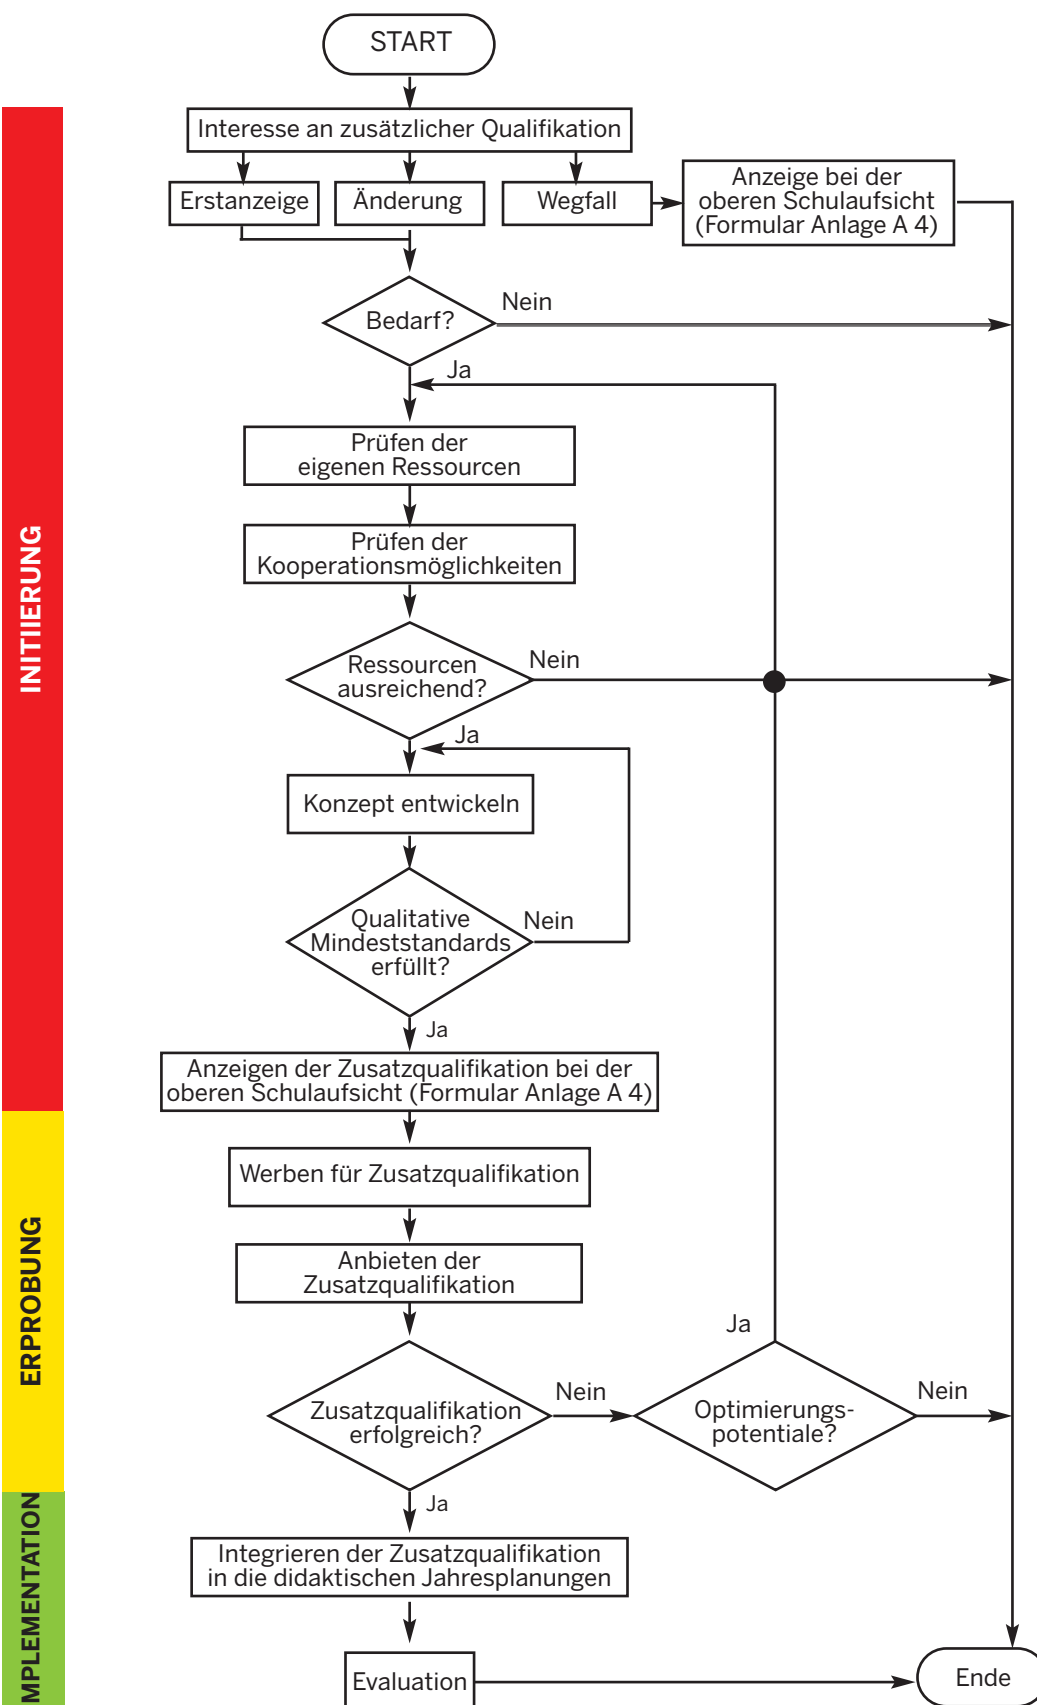 START
Interesse an zusätzlicher Qualifikation
Erstanzeige
Änderung
Wegfall
Anzeige bei der
oberen Schulaufsicht
(Formular Anlage A 4)
Bedarf?
Nein
Ja
Prüfen der
eigenen Ressourcen
Prüfen der
Kooperationsmöglichkeiten
Ressourcen
ausreichend?
Nein
Ja
Konzept entwickeln
Qualitative
Mindeststandards
erfüllt?
Nein
Ja
Anzeigen der Zusatzqualifikation bei der
oberen Schulaufsicht (Formular Anlage A 4)
INITIIERUNG
Werben für Zusatzqualifikation
Anbieten der
Zusatzqualifikation
Zusatzqualifikation
erfolgreich?
Nein
Ja
Optimierungs-
potentiale?
Nein
ERPROBUNG
Ja
Integrieren der Zusatzqualifikation
in die didaktischen Jahresplanungen
Evaluation
Ende
MPLEMENTATION